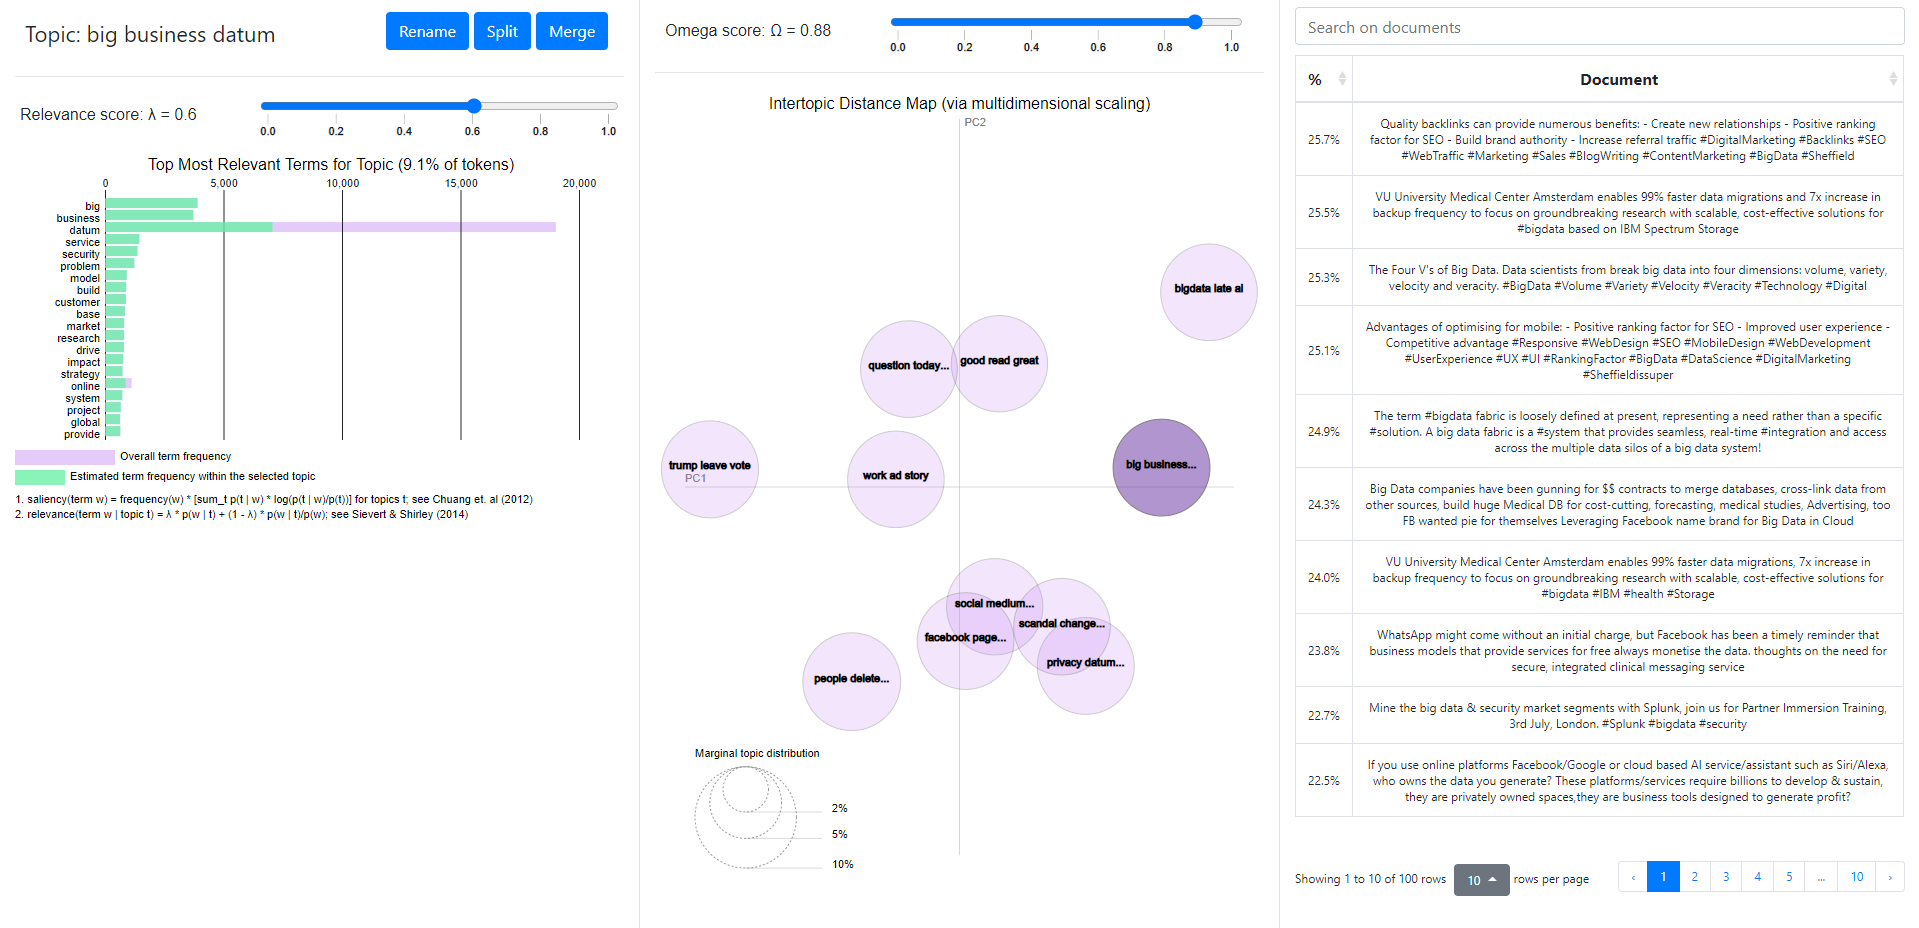 Topic: big business datum
Rename
Split
Merge
Relevance score: λ = 0.6
0.0 0.2 0.4 0.6 0.8 1.0
Top Most Relevant Terms for Topic (9.1% of tokens)
0 5,000 10,000 15,000 20,000
big
business
datum
service
security
problem
model
build
customer
base
market
research
drive
impact
strategy
online
system
project
global
provide
Overall term frequency
Estimated term frequency within the selected topic
1. saliency(term w) = frequency(w) * [sum_t p(t | w) * log(p(t | w)/p(t))] for topics t; see Chuang et. al (2012)
2. relevance(term w | topic t) = λ * p(w | t) + (1 - λ) * p(w | t)/p(w); see Sievert & Shirley (2014)
Omega score: Ω = 0.88
0.0 0.2 0.4 0.6 0.8 1.0
Intertopic Distance Map (via multidimensional scaling)
PC2
bigdata late ai
question today...
good read great
trump leave vote
PC1
work ad story
big business...
social medium...
scandal change...
facebook page...
privacy datum...
people delete...
Marginal topic distribution
2%
5%
10%
Search on documents
% Document
25.7%
Quality backlinks can provide numerous benefits: - Create new relationships - Positive ranking
factor for SEO - Build brand authority - Increase referral traffic #DigitalMarketing #Backlinks #SEO
#WebTraffic #Marketing #Sales #BlogWriting #ContentMarketing #BigData #Sheffield
25.5%
VU University Medical Center Amsterdam enables 99% faster data migrations and 7x increase in
backup frequency to focus on groundbreaking research with scalable, cost-effective solutions for
#bigdata based on IBM Spectrum Storage
25.3%
The Four V's of Big Data. Data scientists from break big data into four dimensions: volume, variety,
velocity and veracity. #BigData #Volume #Variety #Velocity #Veracity #Technology #Digital
25.1%
Advantages of optimising for mobile: - Positive ranking factor for SEO - Improved user experience -
Competitive advantage #Responsive #WebDesign #SEO #MobileDesign #WebDevelopment
#UserExperience #UX #UI #RankingFactor #BigData #DataScience #DigitalMarketing
#Sheffieldissuper
24.9%
The term #bigdata fabric is loosely defined at present, representing a need rather than a specific
#solution. A big data fabric is a #system that provides seamless, real-time #integration and access
across the multiple data silos of a big data system!
24.3%
Big Data companies have been gunning for $$ contracts to merge databases, cross-link data from
other sources, build huge Medical DB for cost-cutting, forecasting, medical studies, Advertising, too
FB wanted pie for themselves Leveraging Facebook name brand for Big Data in Cloud
24.0%
VU University Medical Center Amsterdam enables 99% faster data migrations, 7x increase in
backup frequency to focus on groundbreaking research with scalable, cost-effective solutions for
#bigdata #IBM #health #Storage
23.8%
WhatsApp might come without an initial charge, but Facebook has been a timely reminder that
business models that provide services for free always monetise the data. thoughts on the need for
secure, integrated clinical messaging service
22.7%
Mine the big data & security market segments with Splunk, join us for Partner Immersion Training,
3rd July, London. #Splunk #bigdata #security
22.5%
If you use online platforms Facebook/Google or cloud based AI service/assistant such as Siri/Alexa,
who owns the data you generate? These platforms/services require billions to develop & sustain,
they are privately owned spaces,they are business tools designed to generate profit?
Showing 1 to 10 of 100 rows 10 rows per page
‹ 1 2 3 4 5 ... 10 ›